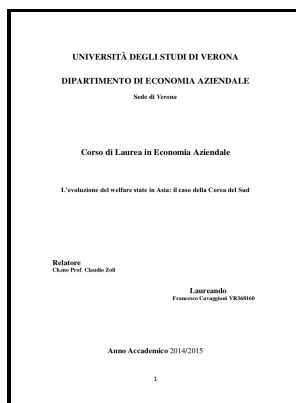 UNIVERSITÀ DEGLI STUDI DI VERONA
DIPARTIMENTO DI ECONOMIA AZIENDALE
Sede di Verona
Corso di Laurea in Economia Aziendale
L'evoluzione del welfare state in Asia: il caso della Corea del Sud
Relatore
Ch.mo Prof. Claudio Zoli
Laureando
Francesco Cavaggioni VR368160
Anno Accademico 2014/2015
1